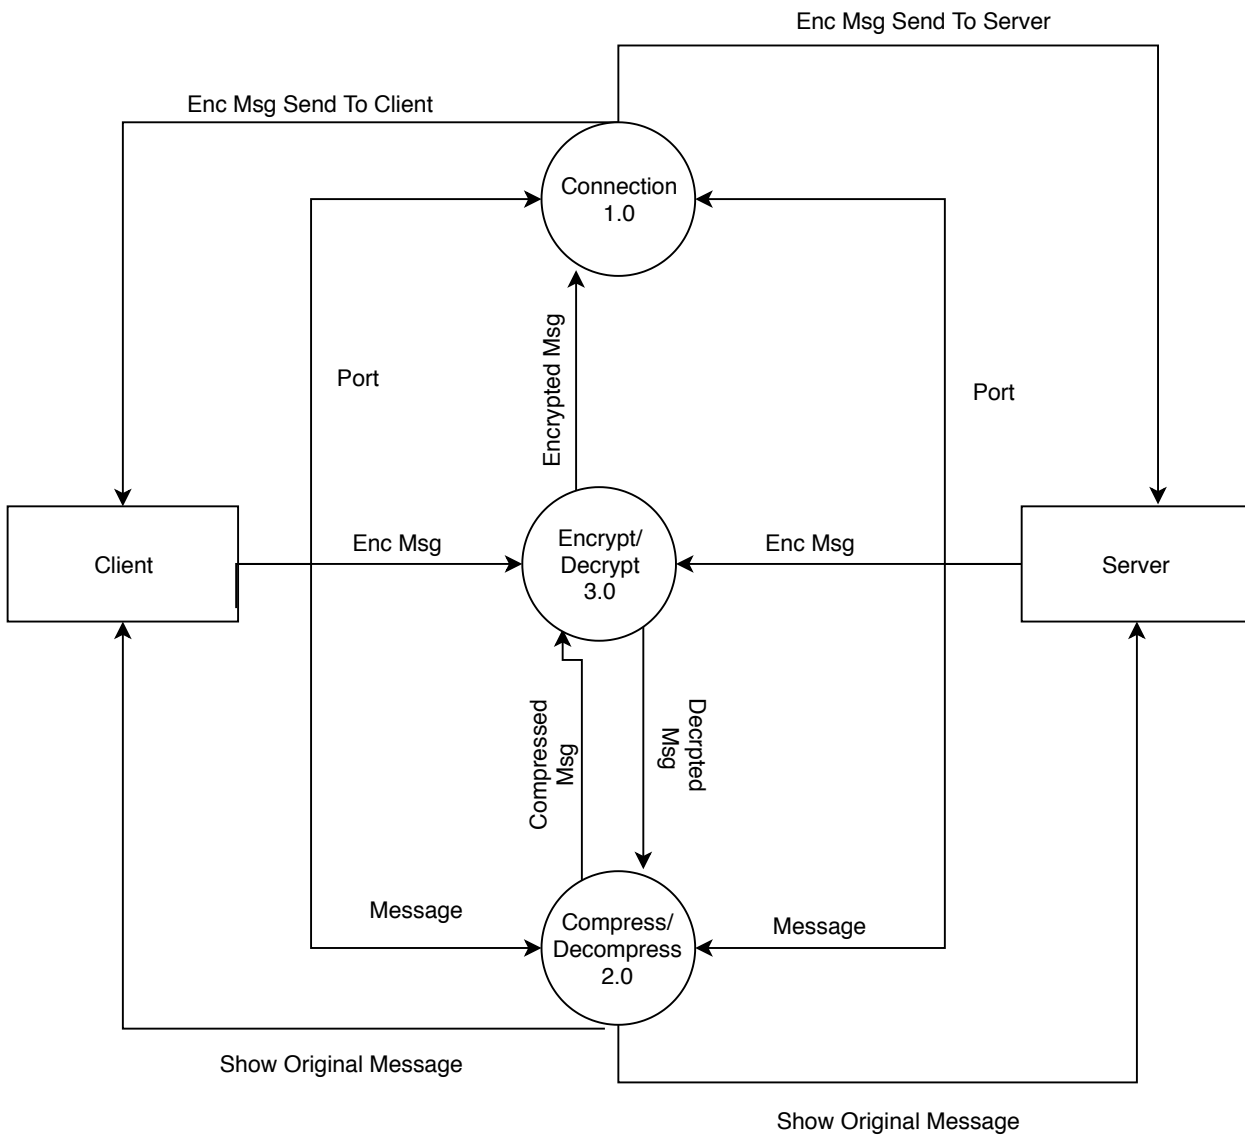 Enc Msg Send To Server
Enc Msg Send To Client
Connection
1.0
Port
Port
Encrypted Msg
Client
Enc Msg
Encrypt/
Decrypt
3.0
Enc Msg
Server
Compressed
Msg
Decrpted
Msg
Message
Compress/
Decompress
2.0
Message
Show Original Message
Show Original Message